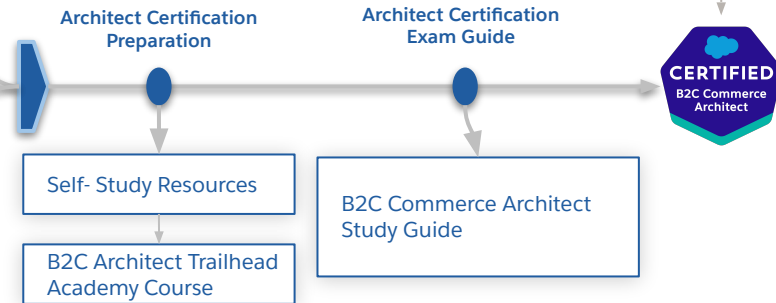 Architect Certification
Preparation
Architect Certification
Exam Guide
CERTIFIED
B2C Commerce
Architect
Self- Study Resources
B2C Commerce Architect
Study Guide
B2C Architect Trailhead
Academy Course